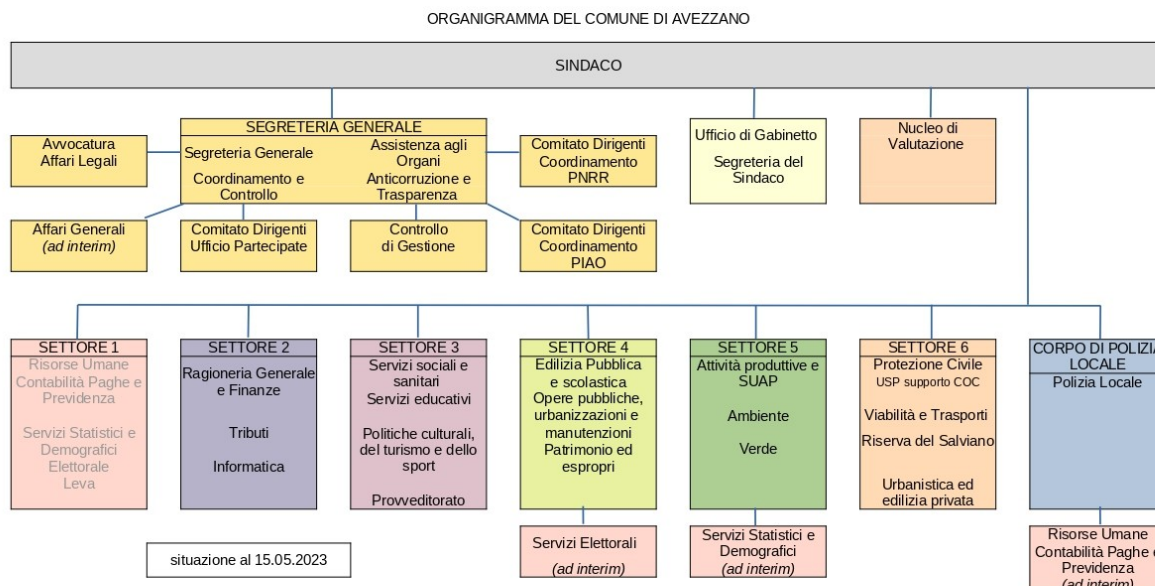 ORGANIGRAMMA DEL COMUNE DI AVEZZANO
SINDACO
Avvocatura
Affari Legali
SEGRETERIA GENERALE
Segreteria Generale
Coordinamento e
Controllo
Assistenza agli
Organi
Anticorruzione e
Trasparenza
Comitato Dirigenti
Coordinamento
PNRR
Ufficio di Gabinetto
Segreteria del
Sindaco
Nucleo di
Valutazione
Affari Generali
(ad interim)
Comitato Dirigenti
Ufficio Partecipate
Controllo
di Gestione
Comitato Dirigenti
Coordinamento
PIAO
SETTORE 1
Risorse Umane
Contabilità Paghe e
Previdenza
Servizi Statistici e
Demografici
Elettorale
Leva
SETTORE 2
Ragioneria Generale
e Finanze
Tributi
Informatica
SETTORE 3
Servizi sociali e
sanitari
Servizi educativi
Politiche culturali,
del turismo e dello
sport
Provveditorato
SETTORE 4
Edilizia Pubblica
e scolastica
Opere pubbliche,
urbanizzazioni e
manutenzioni
Patrimonio ed
espropri
SETTORE 5
Attività produttive e
SUAP
Ambiente
Verde
SETTORE 6
Protezione Civile
USP supporto COC
Viabilità e Trasporti
Riserva del Salviano
Urbanistica ed
edilizia privata
CORPO DI POLIZIA
LOCALE
Polizia Locale
Servizi Elettorali
(ad interim)
Servizi Statistici e
Demografici
(ad interim)
Risorse Umane
Contabilità Paghe e
Previdenza
(ad interim)
situazione al 15.05.2023